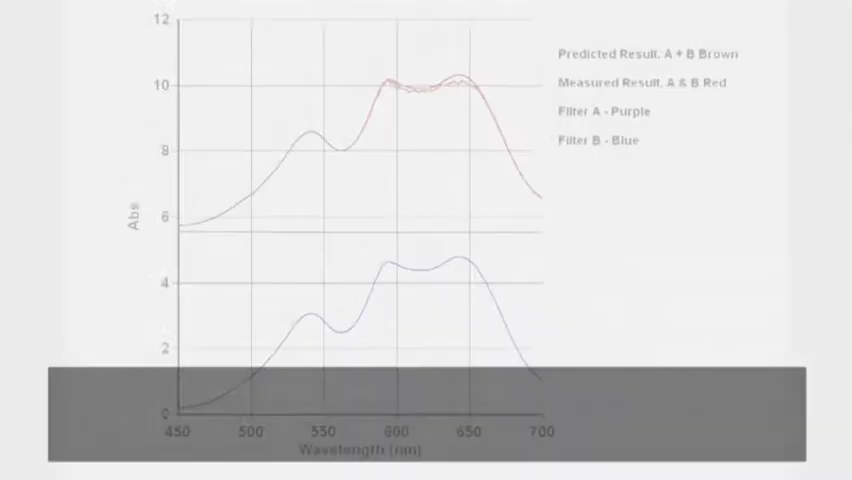 12
10
8
6
4
2
0
Abs
450 500 550 600 650 700
Wavelength (nm)
Predicted Result. A + B Brown
Measured Result. A & B Red
Filter A - Purple
Filter B - Blue